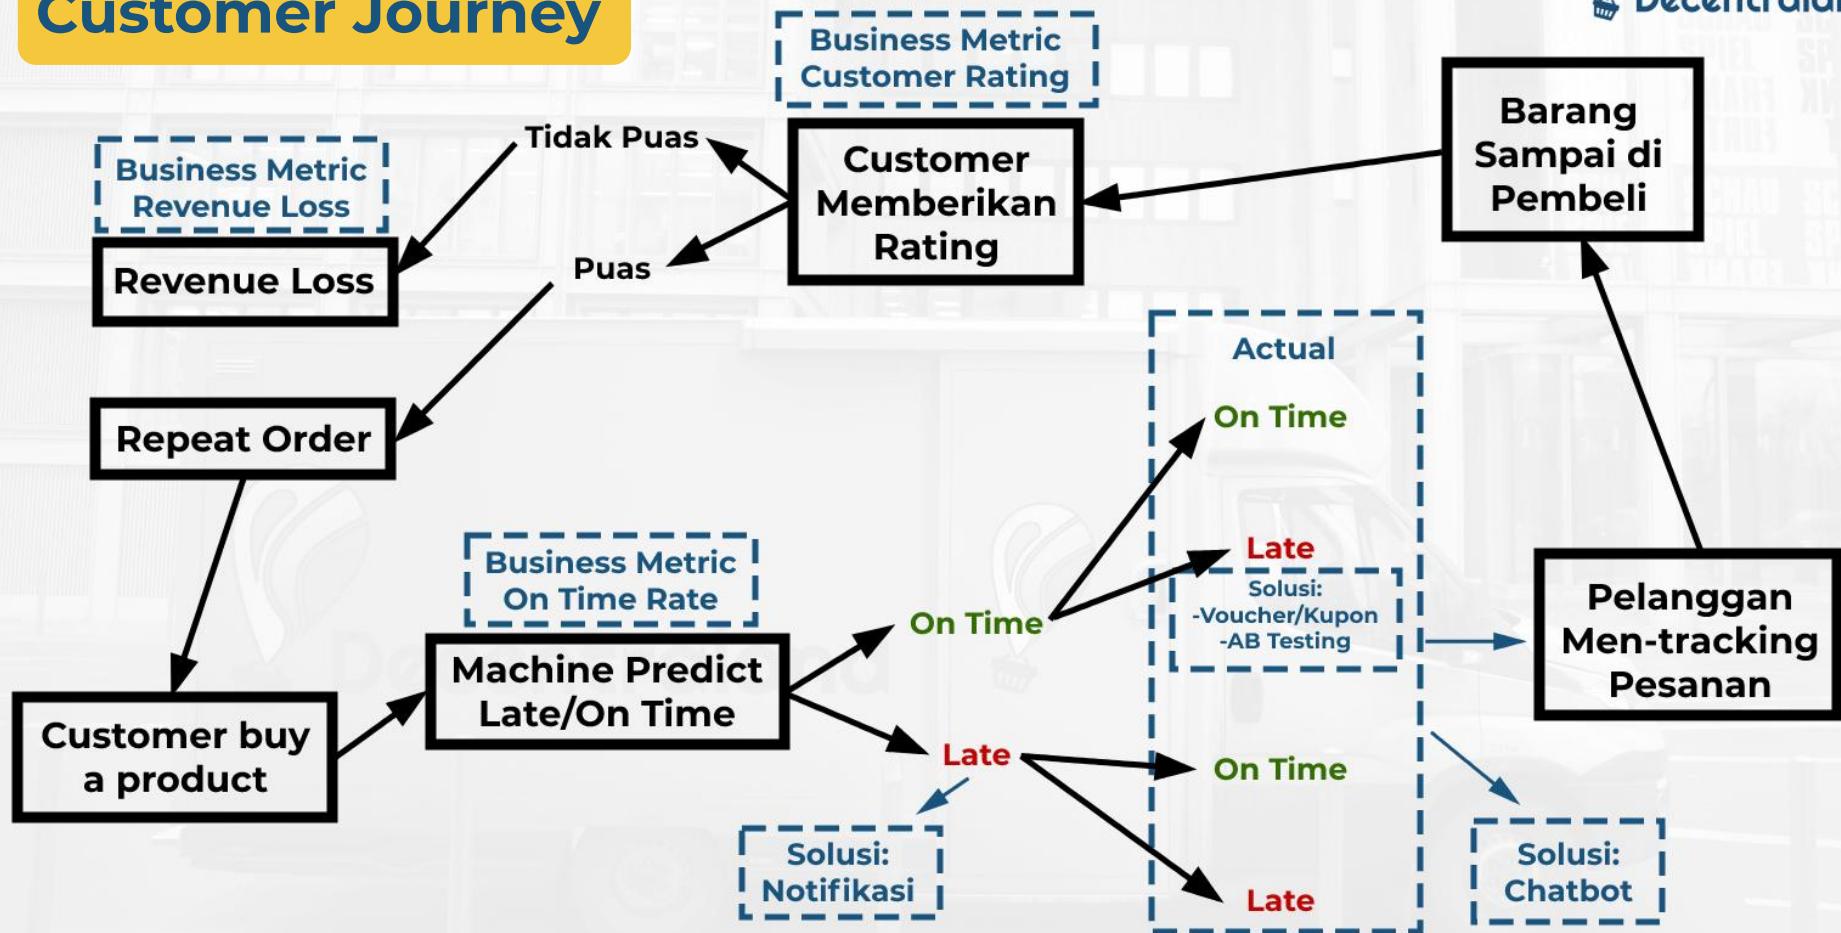 Customer Journey
Business Metric
Customer Rating
Barang
Sampai di
Pembeli
Tidak Puas
Customer
Memberikan
Rating
Business Metric
Revenue Loss
Puas
Revenue Loss
Repeat Order
Actual
On Time
Late
Solusi:
-Voucher/Kupon
-AB Testing
Business Metric
On Time Rate
On Time
Pelanggan
Men-tracking
Pesanan
Machine Predict
Late/On Time
Customer buy
a product
Late
On Time
Solusi:
Notifikasi
Late
Solusi:
Chatbot
Decentraland